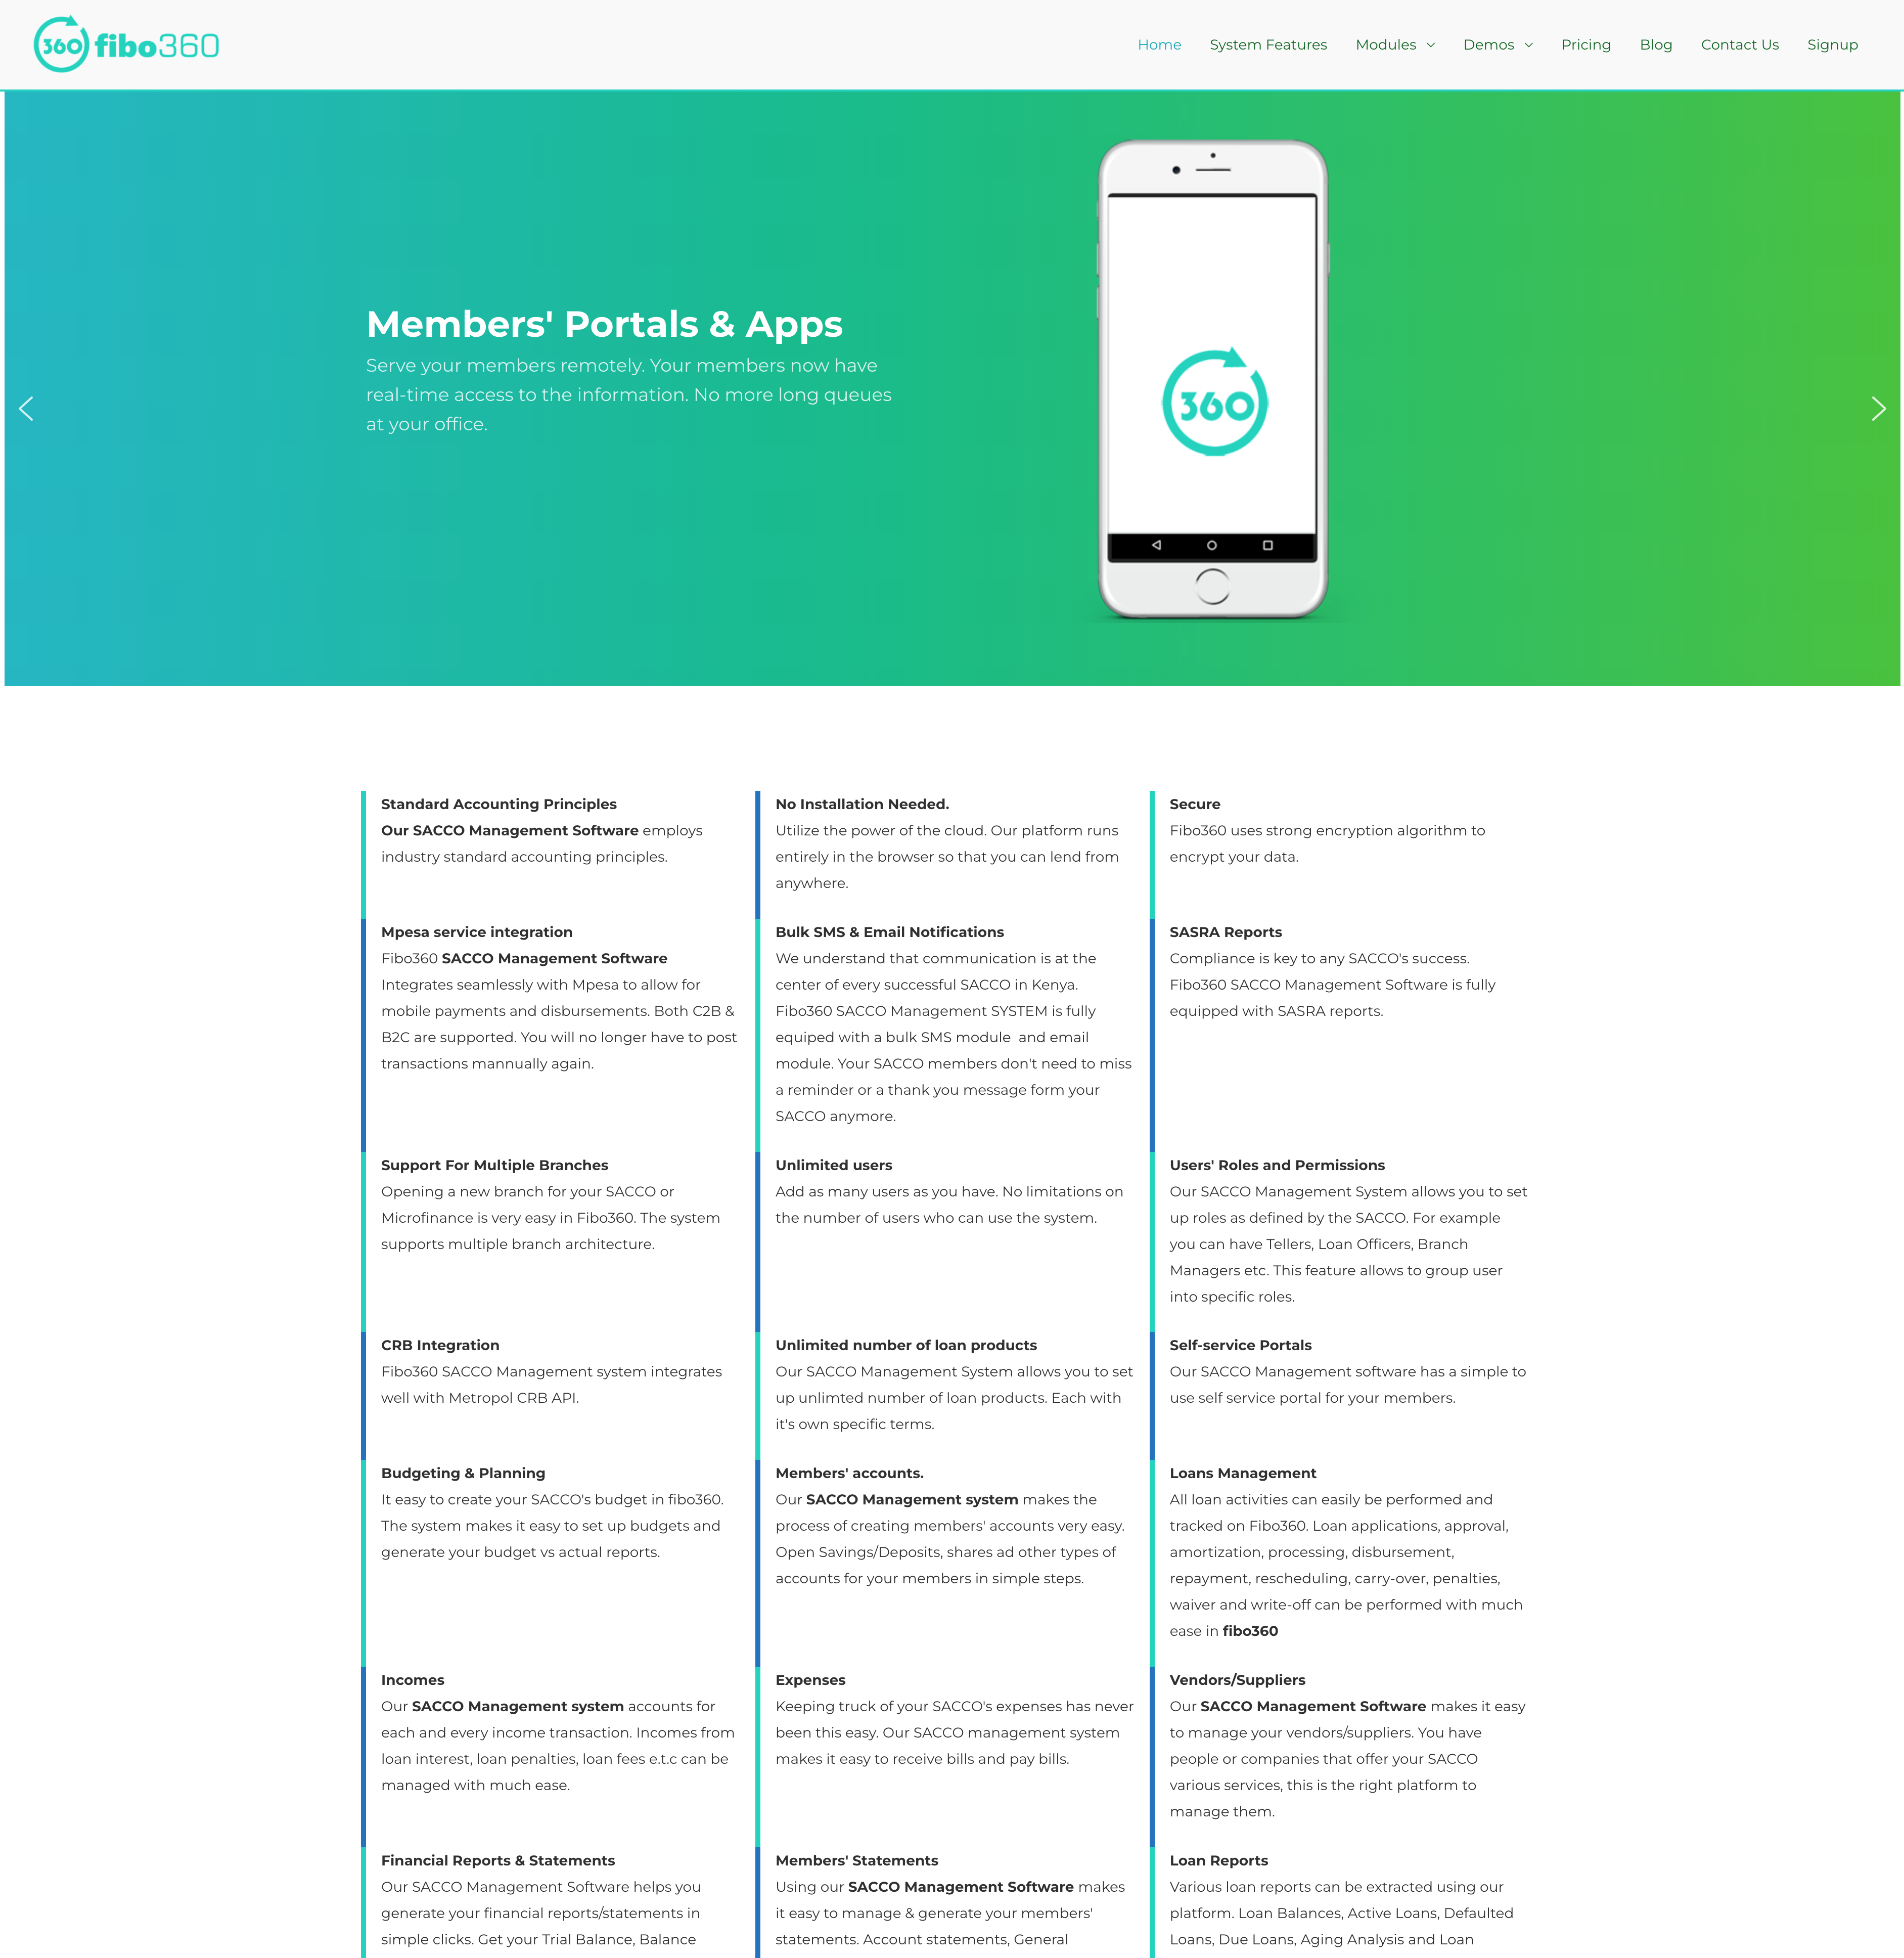 360 fibo360
Home System Features Modules Demos Pricing Blog Contact Us Signup
Members' Portals & Apps
Serve your members remotely. Your members now have
real-time access to the information. No more long queues
at your office.
360
Standard Accounting Principles
Our SACCO Management Software employs
industry standard accounting principles.
No Installation Needed.
Utilize the power of the cloud. Our platform runs
entirely in the browser so that you can lend from
anywhere.
Secure
Fibo360 uses strong encryption algorithm to
encrypt your data.
Mpesa service integration
Fibo360 SACCO Management Software
Integrates seamlessly with Mpesa to allow for
mobile payments and disbursements. Both C2B &
B2C are supported. You will no longer have to post
transactions mannually again.
Bulk SMS & Email Notifications
We understand that communication is at the
center of every successful SACCO in Kenya.
Fibo360 SACCO Management SYSTEM is fully
equiped with a bulk SMS module  and email
module. Your SACCO members don't need to miss
a reminder or a thank you message form your
SACCO anymore.
SASRA Reports
Compliance is key to any SACCO's success.
Fibo360 SACCO Management Software is fully
equipped with SASRA reports.
Support For Multiple Branches
Opening a new branch for your SACCO or
Microfinance is very easy in Fibo360. The system
supports multiple branch architecture.
Unlimited users
Add as many users as you have. No limitations on
the number of users who can use the system.
Users' Roles and Permissions
Our SACCO Management System allows you to set
up roles as defined by the SACCO. For example
you can have Tellers, Loan Officers, Branch
Managers etc. This feature allows to group user
into specific roles.
CRB Integration
Fibo360 SACCO Management system integrates
well with Metropol CRB API.
Unlimited number of loan products
Our SACCO Management System allows you to set
up unlimted number of loan products. Each with
it's own specific terms.
Self-service Portals
Our SACCO Management software has a simple to
use self service portal for your members.
Budgeting & Planning
It easy to create your SACCO's budget in fibo360.
The system makes it easy to set up budgets and
generate your budget vs actual reports.
Members' accounts.
Our SACCO Management system makes the
process of creating members' accounts very easy.
Open Savings/Deposits, shares ad other types of
accounts for your members in simple steps.
Loans Management
All loan activities can easily be performed and
tracked on Fibo360. Loan applications, approval,
amortization, processing, disbursement,
repayment, rescheduling, carry-over, penalties,
waiver and write-off can be performed with much
ease in fibo360
Incomes
Our SACCO Management system accounts for
each and every income transaction. Incomes from
loan interest, loan penalties, loan fees e.t.c can be
managed with much ease.
Expenses
Keeping truck of your SACCO's expenses has never
been this easy. Our SACCO management system
makes it easy to receive bills and pay bills.
Vendors/Suppliers
Our SACCO Management Software makes it easy
to manage your vendors/suppliers. You have
people or companies that offer your SACCO
various services, this is the right platform to
manage them.
Financial Reports & Statements
Our SACCO Management Software helps you
generate your financial reports/statements in
simple clicks. Get your Trial Balance, Balance
Members' Statements
Using our SACCO Management Software makes
it easy to manage & generate your members'
statements. Account statements, General
Loan Reports
Various loan reports can be extracted using our
platform. Loan Balances, Active Loans, Defaulted
Loans, Due Loans, Aging Analysis and Loan